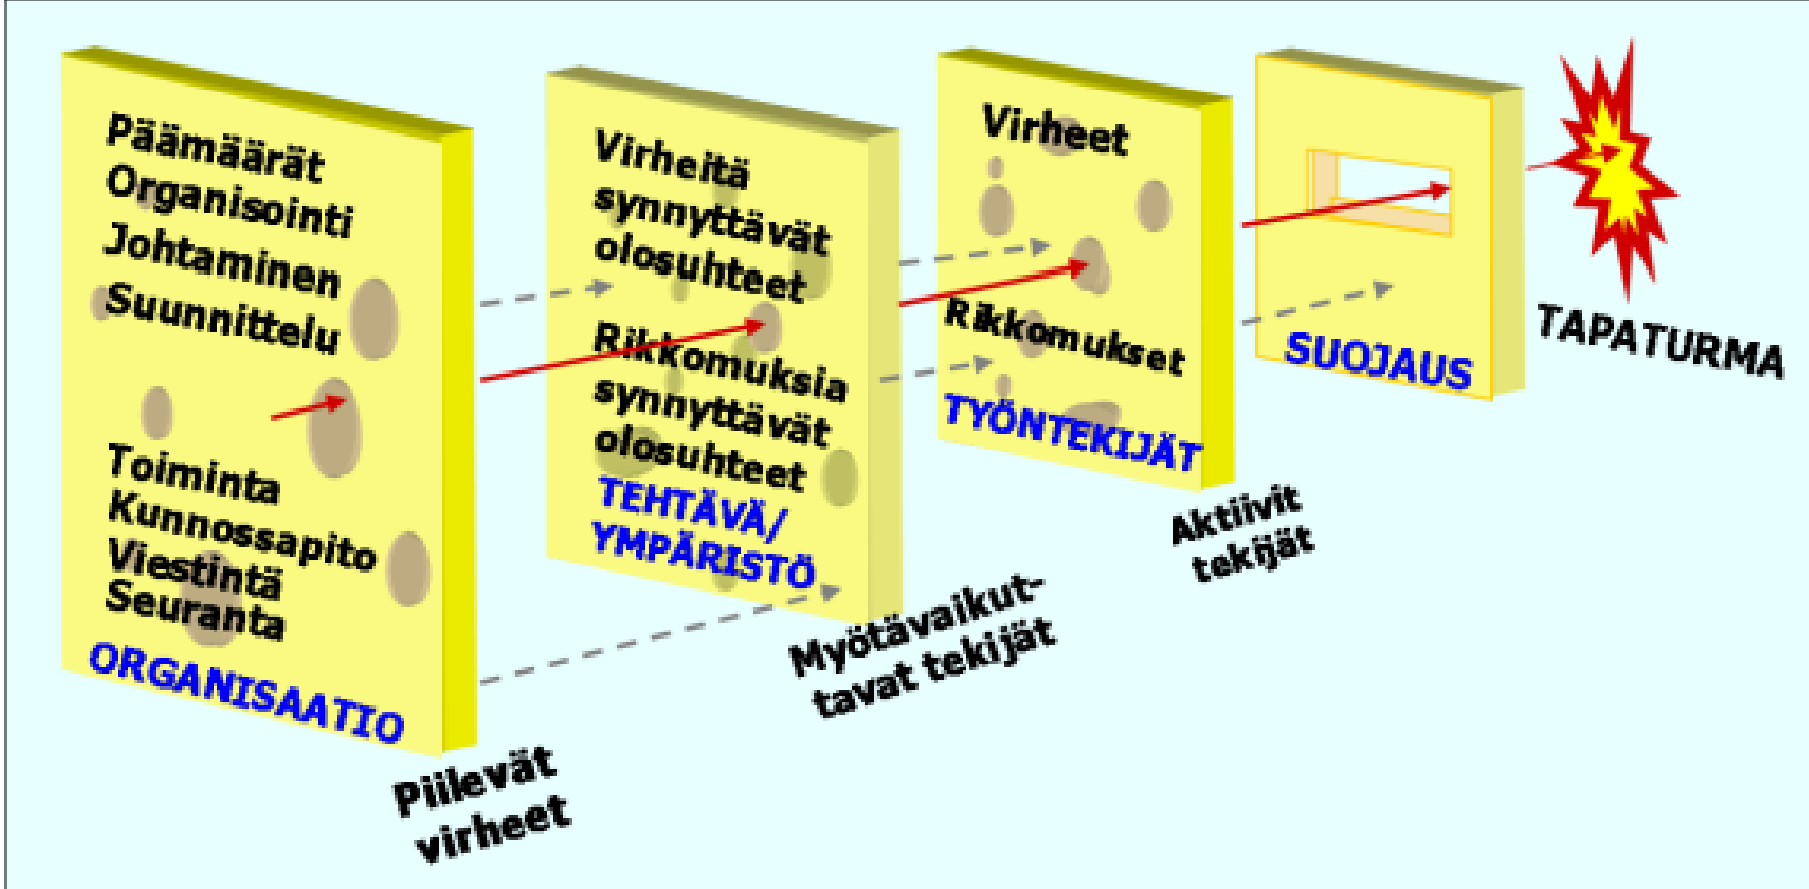 Päämäärät
Organisointi
Johtaminen
Suunnittelu
Toiminta
Kunnossapito
Viestintä
Seuranta
ORGANISAATIO
Piilevät
virheet
Virheitä
synnyttävät
olosuhteet
Rikkomuksia
synnyttävät
olosuhteet
TEHTÄVÄ/
YMPÄRISTÖ
Myötävaikut-
tavat tekijät
Virheet
Rikkomukset
TYÖNTEKIJÄT
Aktiivit
tekijät
SUOJAUS
TAPATURMA